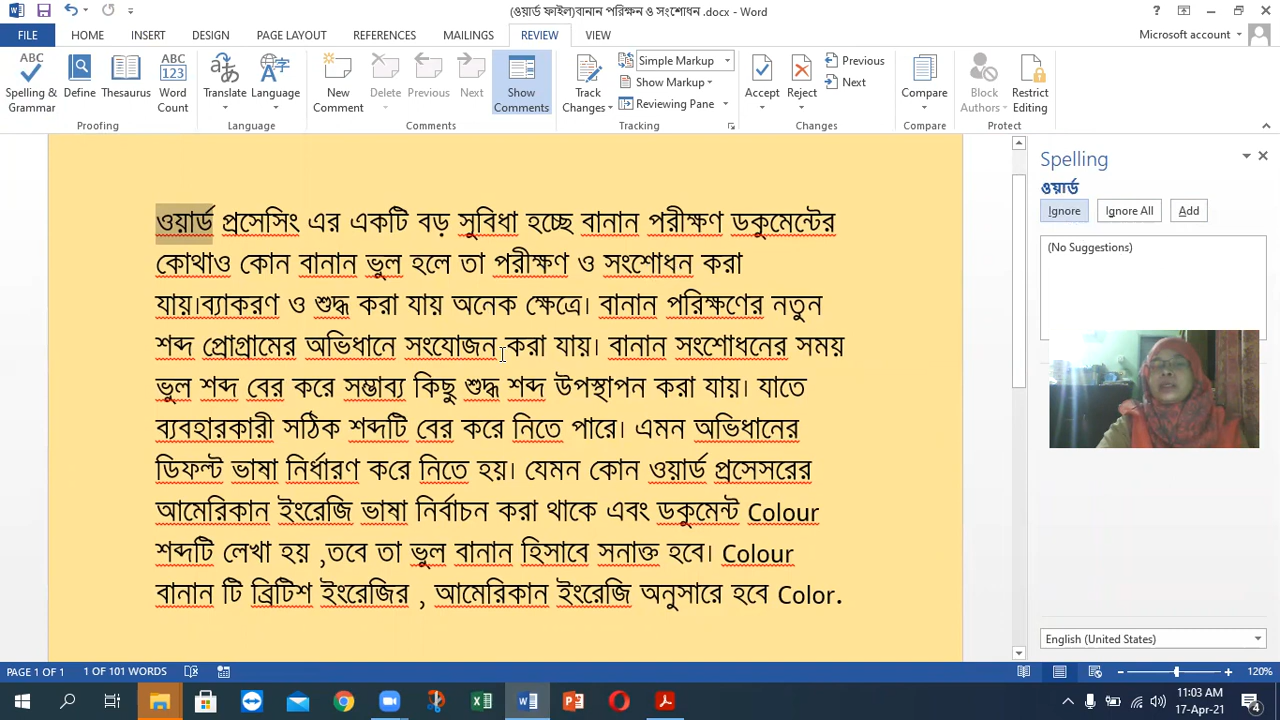 (ওয়ার্ড ফাইল)বানান পরিক্ষন ও সংশোধন .docx - Word
FILE HOME INSERT DESIGN PAGE LAYOUT REFERENCES MAILINGS REVIEW VIEW Microsoft account
Spelling & Grammar
Define
Thesaurus
Word Count
Proofing
Translate
Language
Language
New Comment
Delete
Previous
Next
Show Comments
Comments
Track Changes
Simple Markup
Show Markup
Reviewing Pane
Tracking
Accept
Reject
Previous
Next
Changes
Compare
Compare
Block Authors
Restrict Editing
Protect
ওয়ার্ড প্রসেসিং এর একটি বড় সুবিধা হচ্ছে বানান পরীক্ষণ ডকুমেন্টের
কোথাও কোন বানান ভুল হলে তা পরীক্ষণ ও সংশোধন করা
যায়।ব্যাকরণ ও শুদ্ধ করা যায় অনেক ক্ষেত্রে। বানান পরিক্ষণের নতুন
শব্দ প্রোগ্রামের অভিধানে সংযোজন করা যায়। বানান সংশোধনের সময়
ভুল শব্দ বের করে সম্ভাব্য কিছু শুদ্ধ শব্দ উপস্থাপন করা যায়। যাতে
ব্যবহারকারী সঠিক শব্দটি বের করে নিতে পারে। এমন অভিধানের
ডিফল্ট ভাষা নির্ধারণ করে নিতে হয়। যেমন কোন ওয়ার্ড প্রসেসরের
আমেরিকান ইংরেজি ভাষা নির্বাচন করা থাকে এবং ডকুমেন্ট Colour
শব্দটি লেখা হয় ,তবে তা ভুল বানান হিসাবে সনাক্ত হবে। Colour
বানান টি ব্রিটিশ ইংরেজির , আমেরিকান ইংরেজি অনুসারে হবে Color.
Spelling
ওয়ার্ড
Ignore Ignore All Add
(No Suggestions)
English (United States)
PAGE 1 OF 1 1 OF 101 WORDS 120%
11:03 AM
17-Apr-21
4